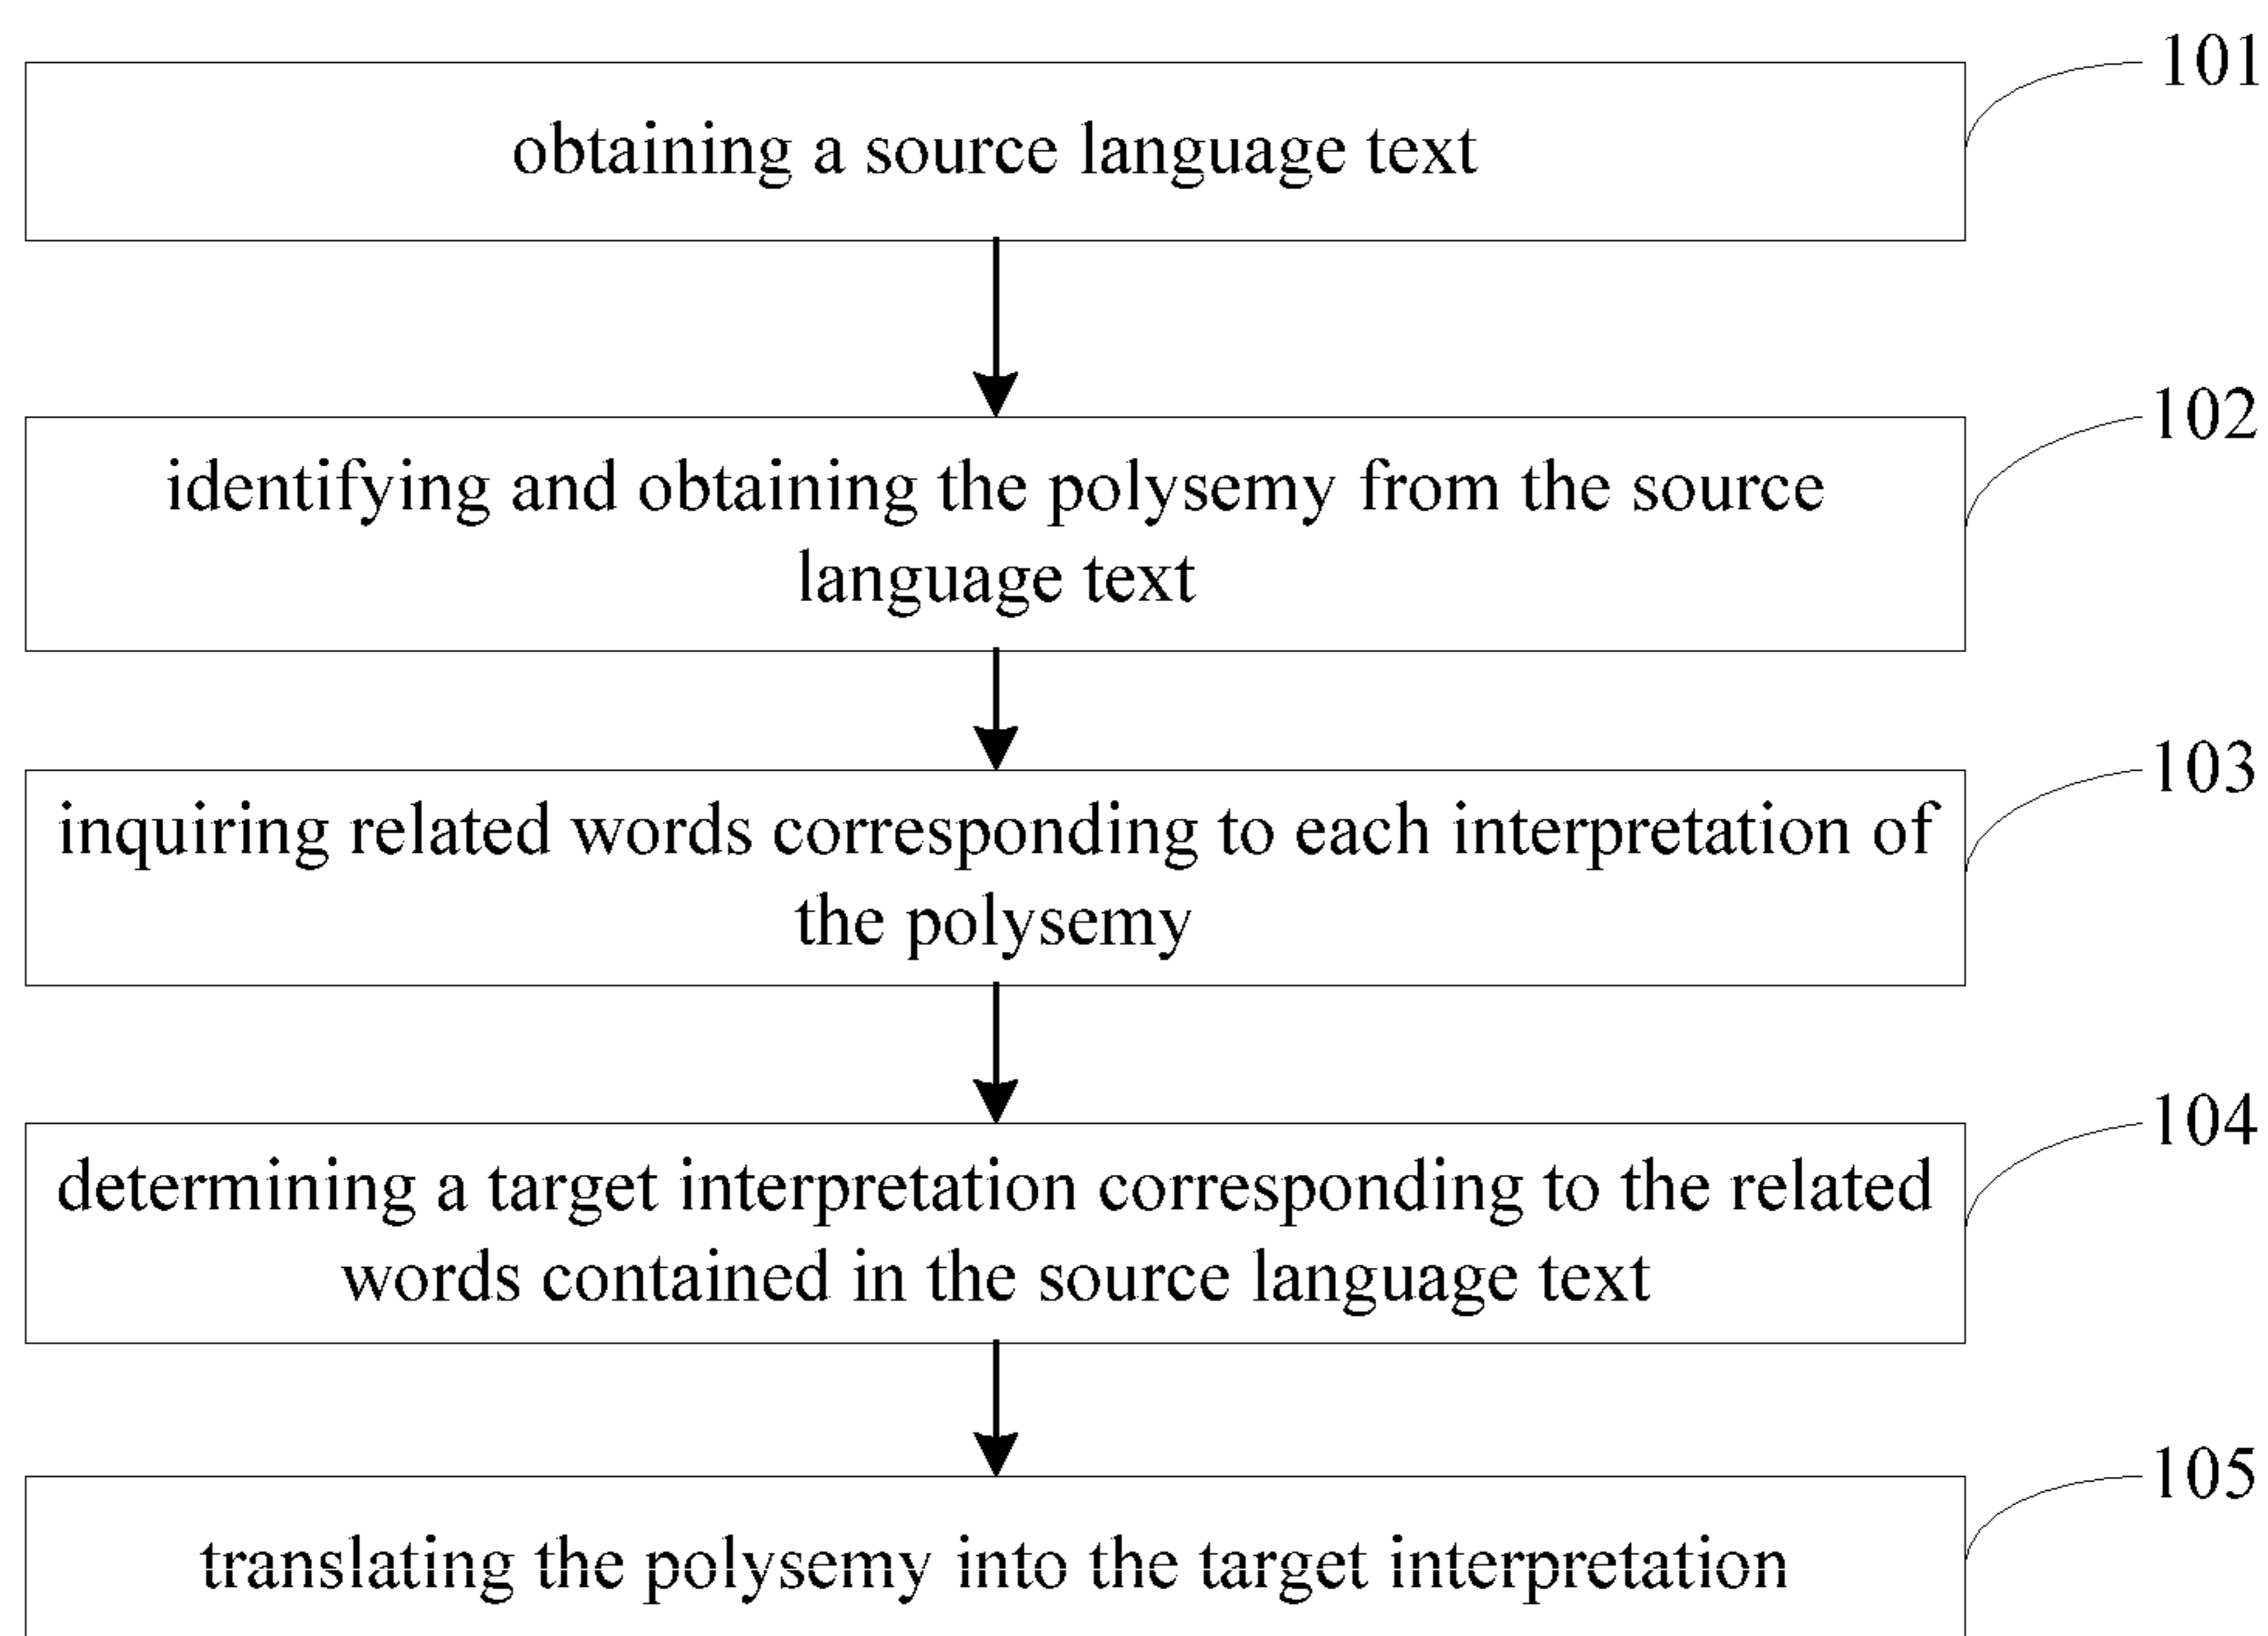 101
obtaining a source language text
102
identifying and obtaining the polysemy from the source
language text
103
inquiring related words corresponding to each interpretation of
the polysemy
104
determining a target interpretation corresponding to the related
words contained in the source language text
105
translating the polysemy into the target interpretation